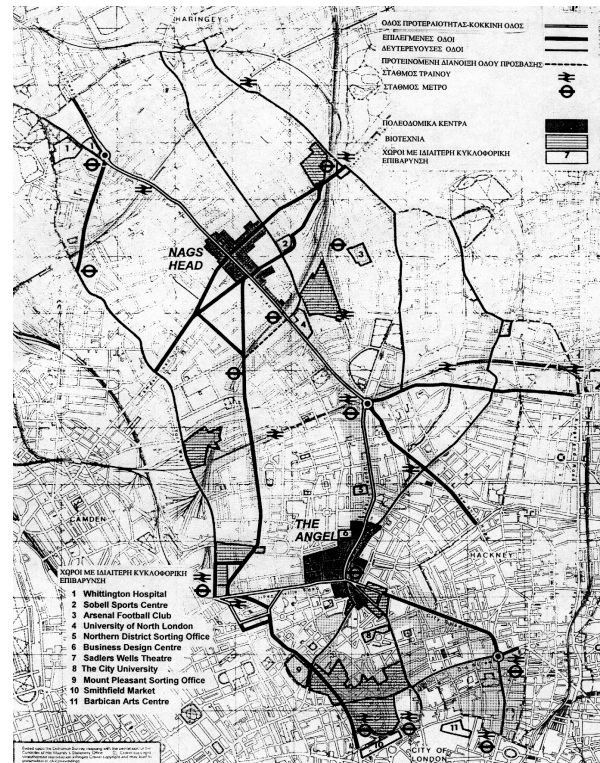 HARINGEY
ΟΔΟΣ ΠΡΟΤΕΡΑΙΟΤΗΤΑΣ-ΚΟΚΚΙΝΗ ΟΔΟΣ
ΕΠΙΛΕΓΜΕΝΕΣ ΟΔΟΙ
ΔΕΥΤΕΡΕΥΟΥΣΕΣ ΟΔΟΙ
ΠΡΟΤΕΙΝΟΜΕΝΗ ΔΙΑΝΟΙΞΗ ΟΔΟΥ ΠΡΟΣΒΑΣΗΣ
ΣΤΑΘΜΟΣ ΤΡΑΙΝΟΥ
ΣΤΑΘΜΟΣ ΜΕΤΡΟ
ΠΟΛΕΟΔΟΜΙΚΑ ΚΕΝΤΡΑ
ΒΙΟΤΕΧΝΙΑ
ΧΩΡΟΙ ΜΕ ΙΔΙΑΙΤΕΡΗ ΚΥΚΛΟΦΟΡΙΚΗ
ΕΠΙΒΑΡΥΝΣΗ
7
1
NAGS
HEAD
2
3
4
5
THE
ANGEL
6
CAMDEN
HACKNEY
ΧΩΡΟΙ ΜΕ ΙΔΙΑΙΤΕΡΗ ΚΥΚΛΟΦΟΡΙΚΗ
ΕΠΙΒΑΡΥΝΣΗ
1 Whittington Hospital
2 Sobell Sports Centre
3 Arsenal Football Club
4 University of North London
5 Northern District Sorting Office
6 Business Design Centre
7 Sadlers Wells Theatre
8 The City University
9 Mount Pleasant Sorting Office
10 Smithfield Market
11 Barbican Arts Centre
8
9
10
11
CITY OF
LONDON